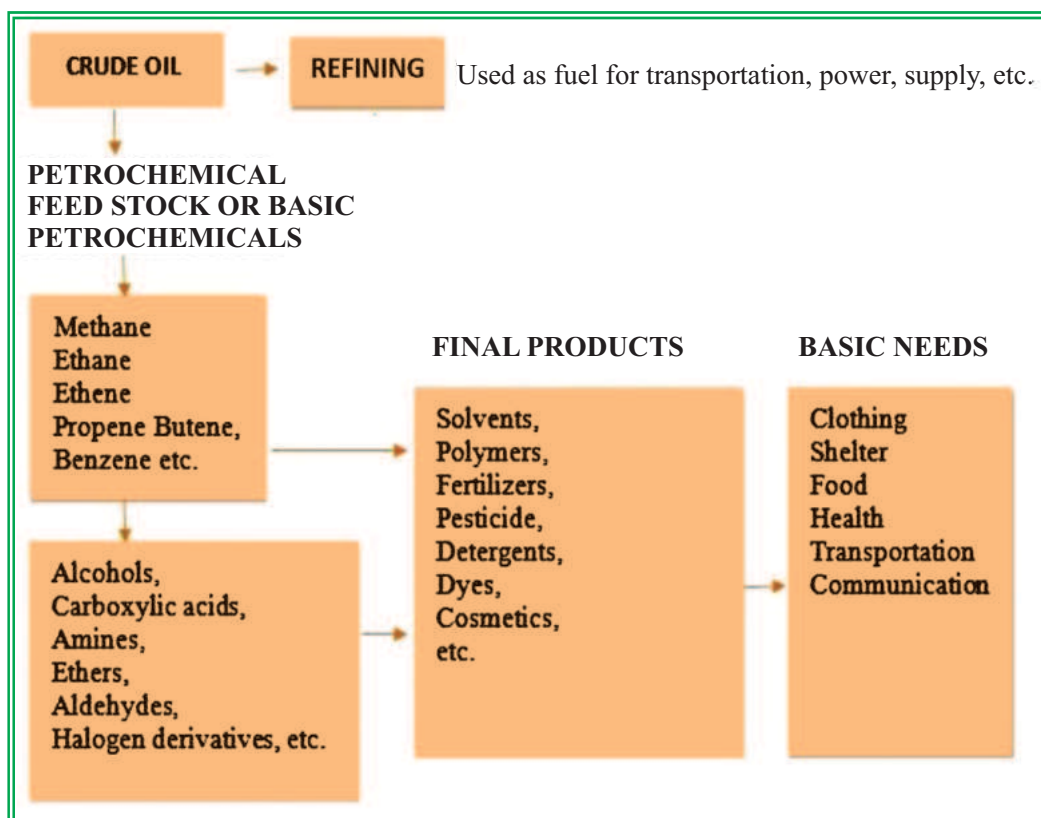 CRUDE OIL
REFINING
Used as fuel for transportation, power, supply, etc.
PETROCHEMICAL
FEED STOCK OR BASIC
PETROCHEMICALS
Methane
Ethane
Ethene
Propene Butene,
Benzene etc.
Alcohols,
Carboxylic acids,
Amines,
Ethers,
Aldehydes,
Halogen derivatives, etc.
FINAL PRODUCTS
Solvents,
Polymers,
Fertilizers,
Pesticide,
Detergents,
Dyes,
Cosmetics,
etc.
BASIC NEEDS
Clothing
Shelter
Food
Health
Transportation
Communication